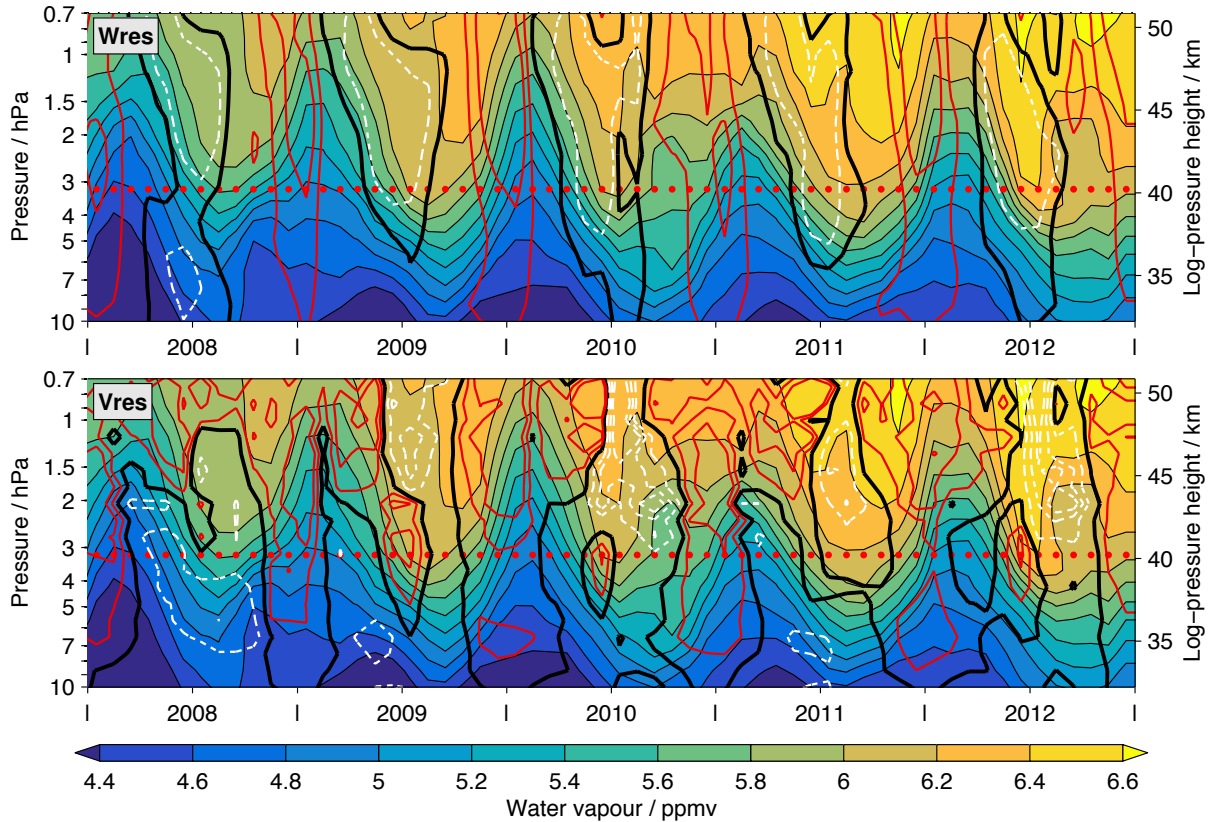 Wres
Pressure / hPa
0.7
1
1.5
2
3
4
5
7
10
Log−pressure height / km
50
45
40
35
I 2008 I 2009 I 2010 I 2011 I 2012 I
Vres
Pressure / hPa
0.7
1
1.5
2
3
4
5
7
10
Log−pressure height / km
50
45
40
35
I 2008 I 2009 I 2010 I 2011 I 2012 I
4.4 4.6 4.8 5 5.2 5.4 5.6 5.8 6 6.2 6.4 6.6
Water vapour / ppmv